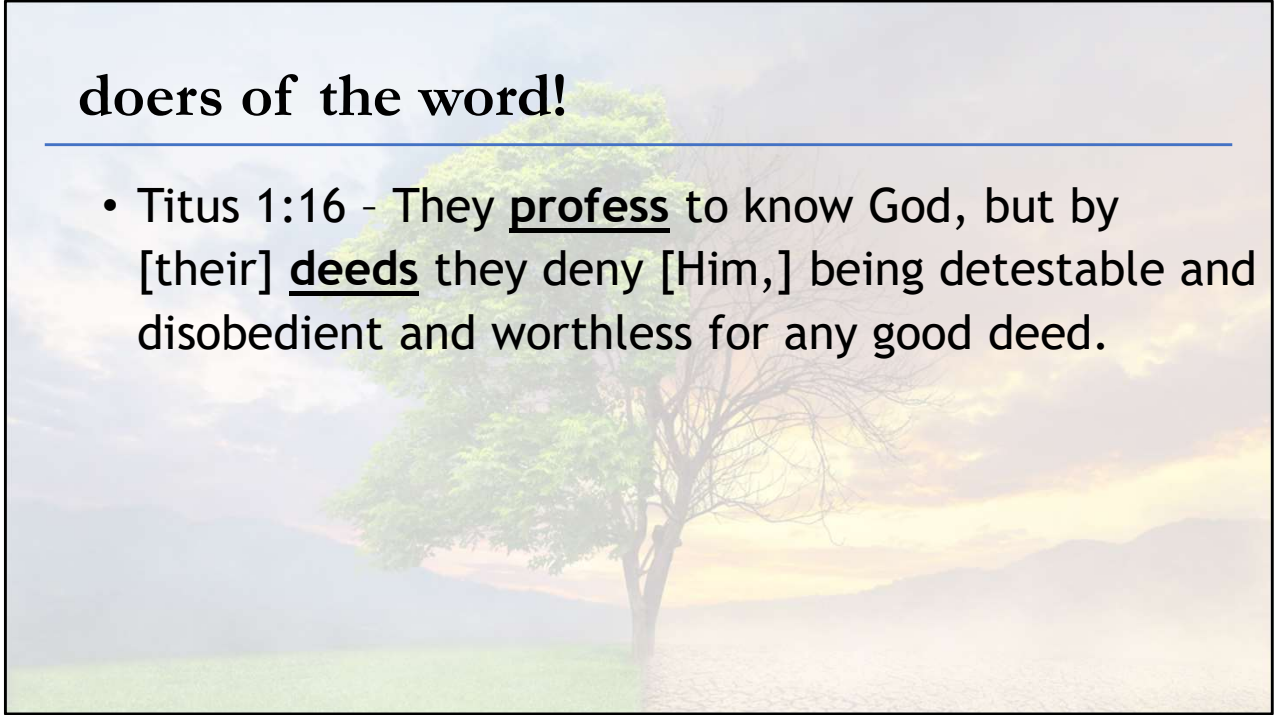 doers of the word!
• Titus 1:16 – They profess to know God, but by
[their] deeds they deny [Him,] being detestable and
disobedient and worthless for any good deed.